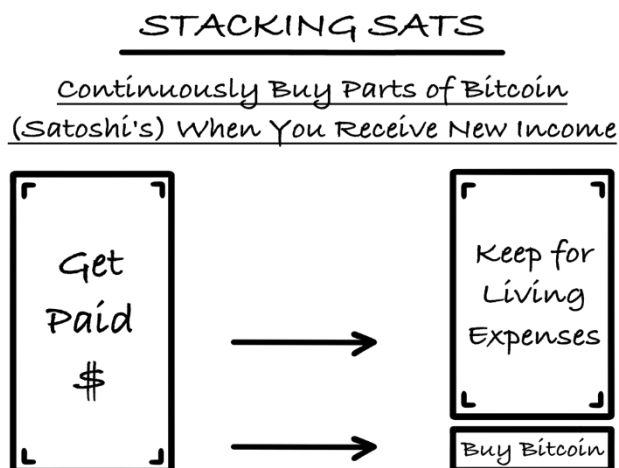 STACKING SATS
Continuously Buy Parts of Bitcoin
(Satoshi's) When You Receive New Income
Get
Paid
$
Keep for
Living
Expenses
Buy Bitcoin